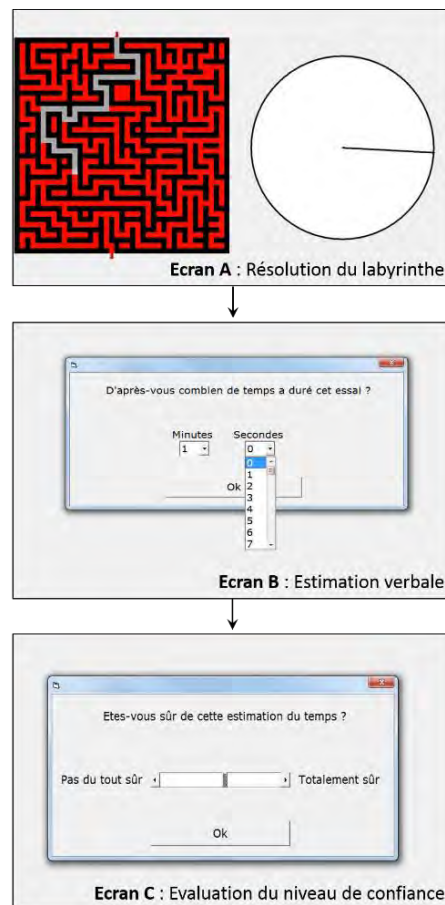 Ecran A : Résolution du labyrinthe
D'après-vous combien de temps a duré cet essai ?
Minutes Secondes
1 0
0
1
Ok
2
3
4
5
6
7
Ecran B : Estimation verbale
Etes-vous sûr de cette estimation du temps ?
Pas du tout sûr Totalement sûr
Ok
Ecran C : Evaluation du niveau de confiance